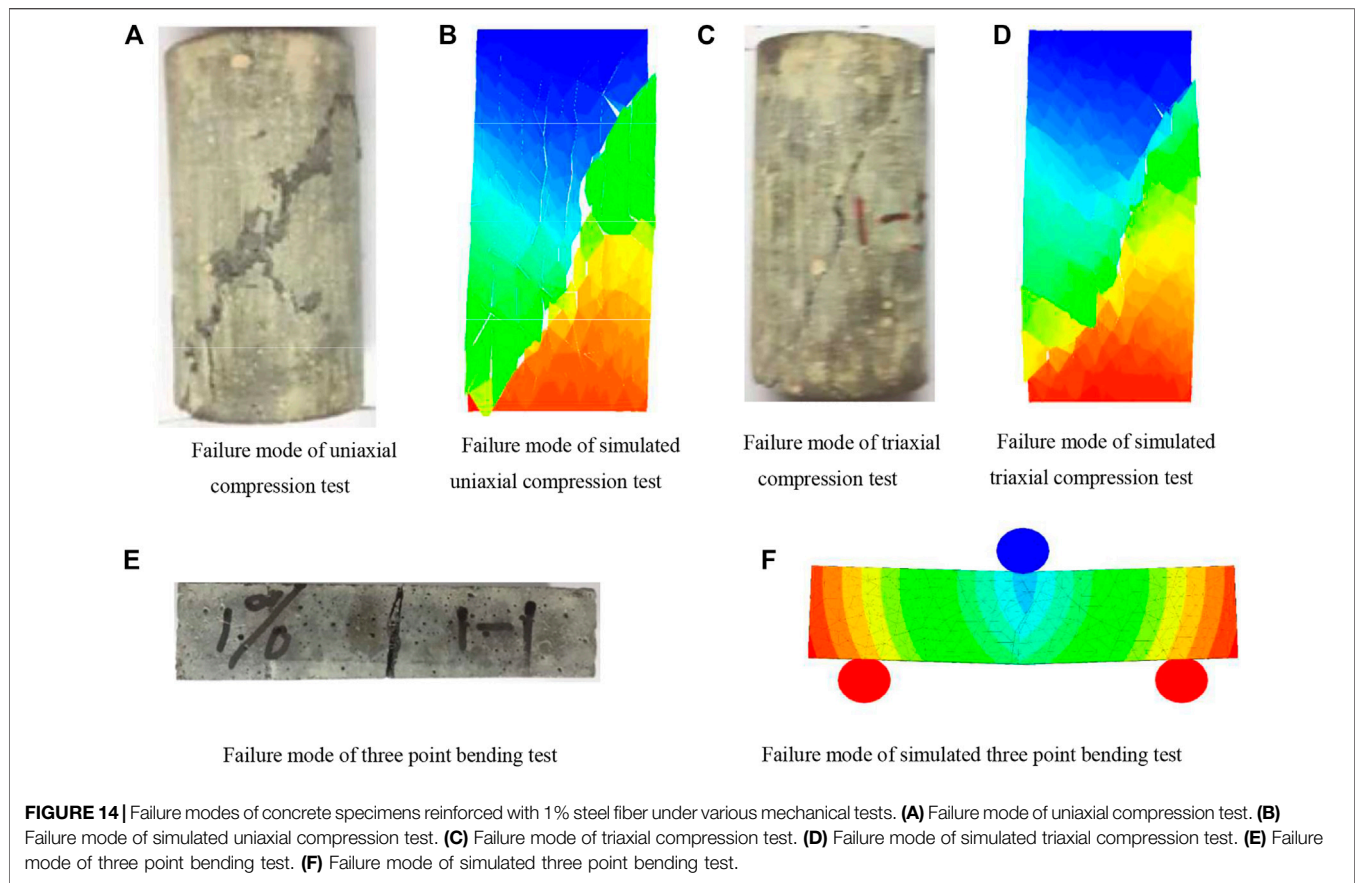 A
B
C
D
Failure mode of uniaxial
compression test
Failure mode of simulated
uniaxial compression test
Failure mode of triaxial
compression test
Failure mode of simulated
triaxial compression test
E
1%
1-1
F
Failure mode of three point bending test
Failure mode of simulated three point bending test
FIGURE 14 | Failure modes of concrete specimens reinforced with 1% steel fiber under various mechanical tests. (A) Failure mode of uniaxial compression test. (B)
Failure mode of simulated uniaxial compression test. (C) Failure mode of triaxial compression test. (D) Failure mode of simulated triaxial compression test. (E) Failure
mode of three point bending test. (F) Failure mode of simulated three point bending test.